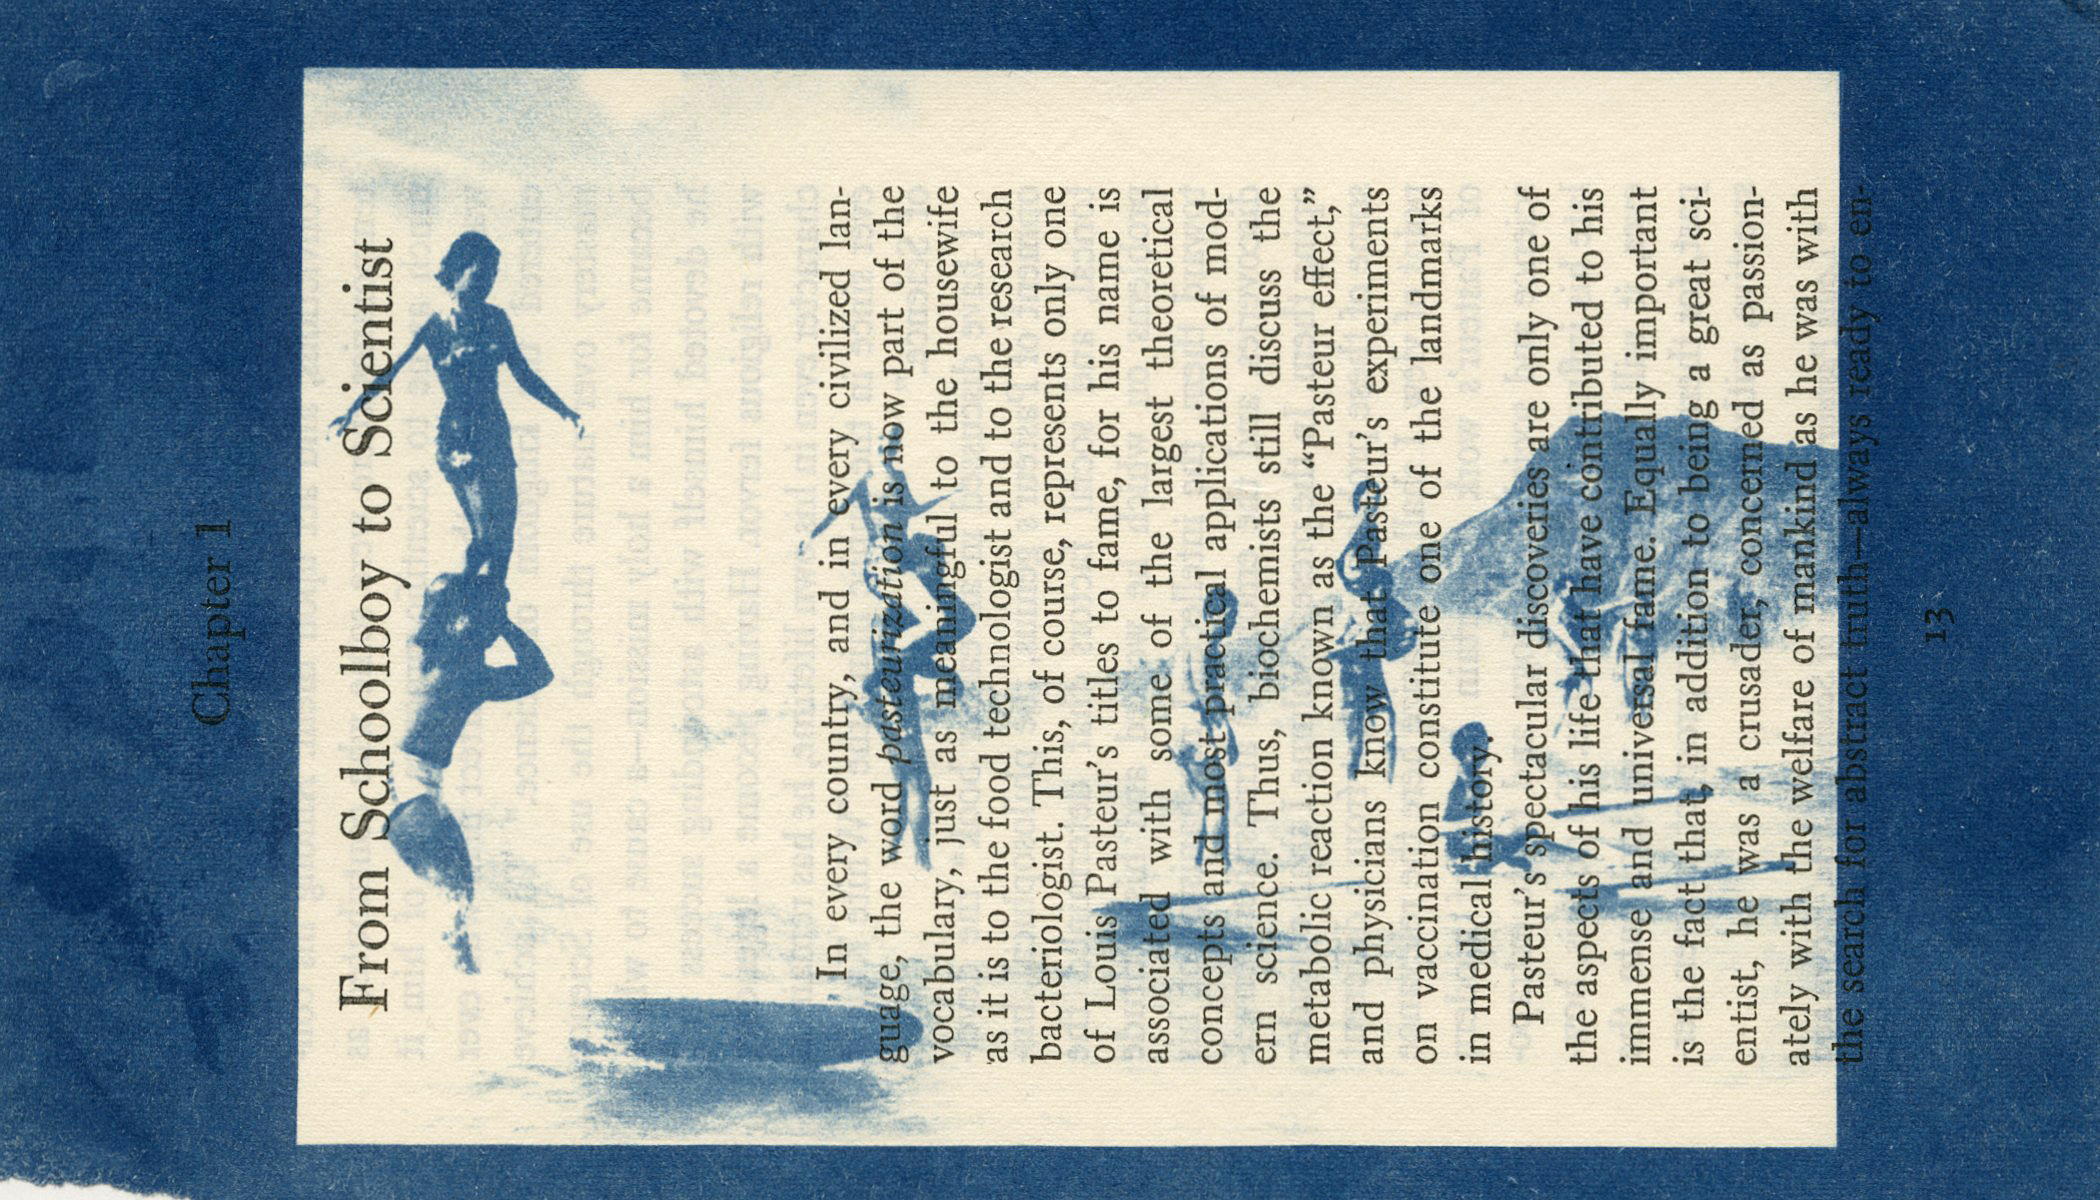 Chapter 1
From Schoolboy to Scientist
In every country, and in every civilized lan-
guage, the word pasteurization is now part of the
vocabulary, just as meaningful to the housewife
as it is to the food technologist and to the research
bacteriologist. This, of course, represents only one
of Louis Pasteur's titles to fame, for his name is
associated with some of the largest theoretical
concepts and most practical applications of mod-
ern science. Thus, biochemists still discuss the
metabolic reaction known as the “Pasteur effect,”
and physicians know that Pasteur's experiments
on vaccination constitute one of the landmarks
in medical history.
Pasteur's spectacular discoveries are only one of
the aspects of his life that have contributed to his
immense and universal fame. Equally important
is the fact that, in addition to being a great sci-
entist, he was a crusader, concerned as passion-
ately with the welfare of mankind as he was with
the search for abstract truth—always ready to en-
13